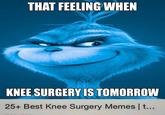 THAT FEELING WHEN
KNEE SURGERY IS TOMORROW
25+ Best Knee Surgery Memes | t...